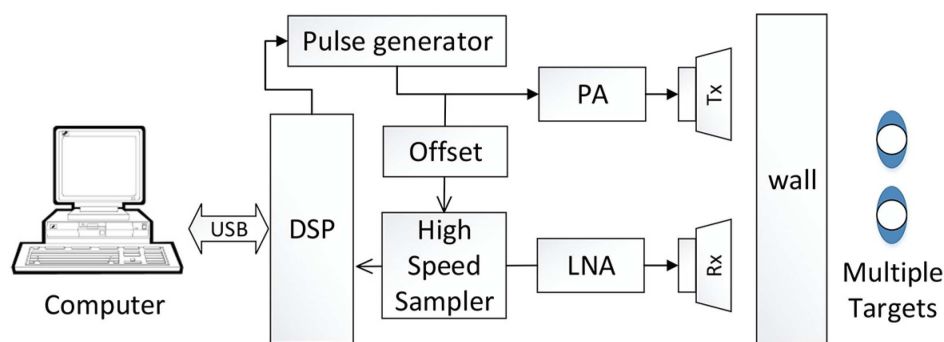 Pulse generator
PA
Tx
Offset
wall
DSP
USB
High
Speed
Sampler
LNA
Rx
Computer
Multiple
Targets